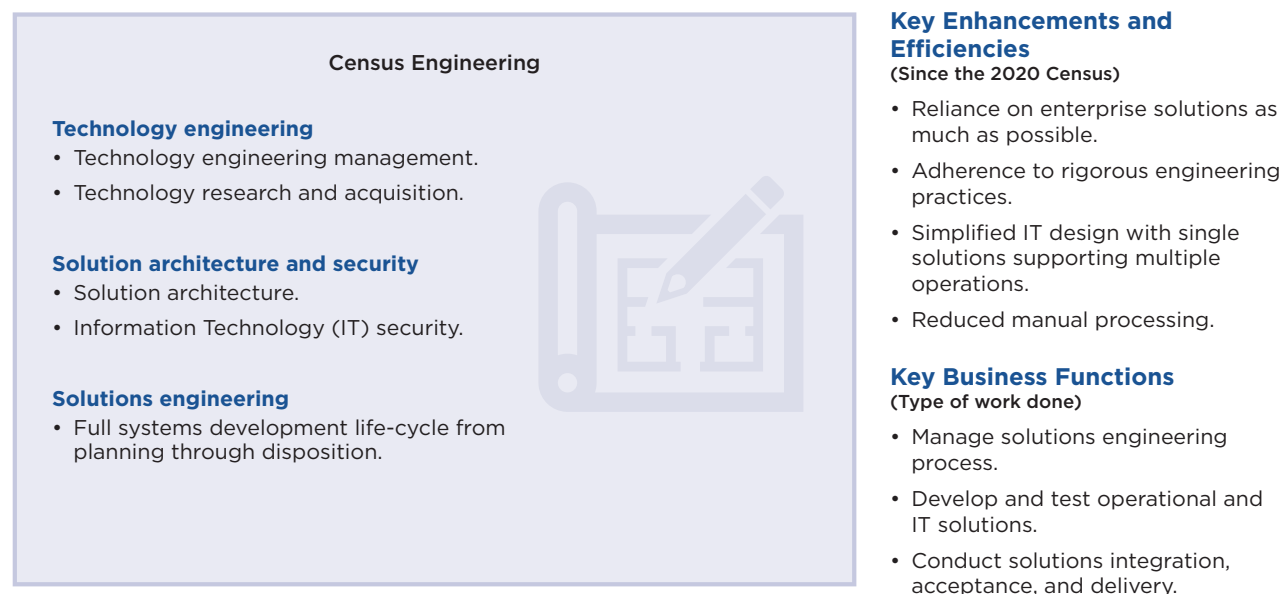 Census Engineering
Technology engineering
• Technology engineering management.
• Technology research and acquisition.
Solution architecture and security
• Solution architecture.
• Information Technology (IT) security.
Solutions engineering
• Full systems development life-cycle from
planning through disposition.
Key Enhancements and
Efficiencies
(Since the 2020 Census)
• Reliance on enterprise solutions as
much as possible.
• Adherence to rigorous engineering
practices.
• Simplified IT design with single
solutions supporting multiple
operations.
• Reduced manual processing.
Key Business Functions
(Type of work done)
• Manage solutions engineering
process.
• Develop and test operational and
IT solutions.
• Conduct solutions integration,
acceptance, and delivery.